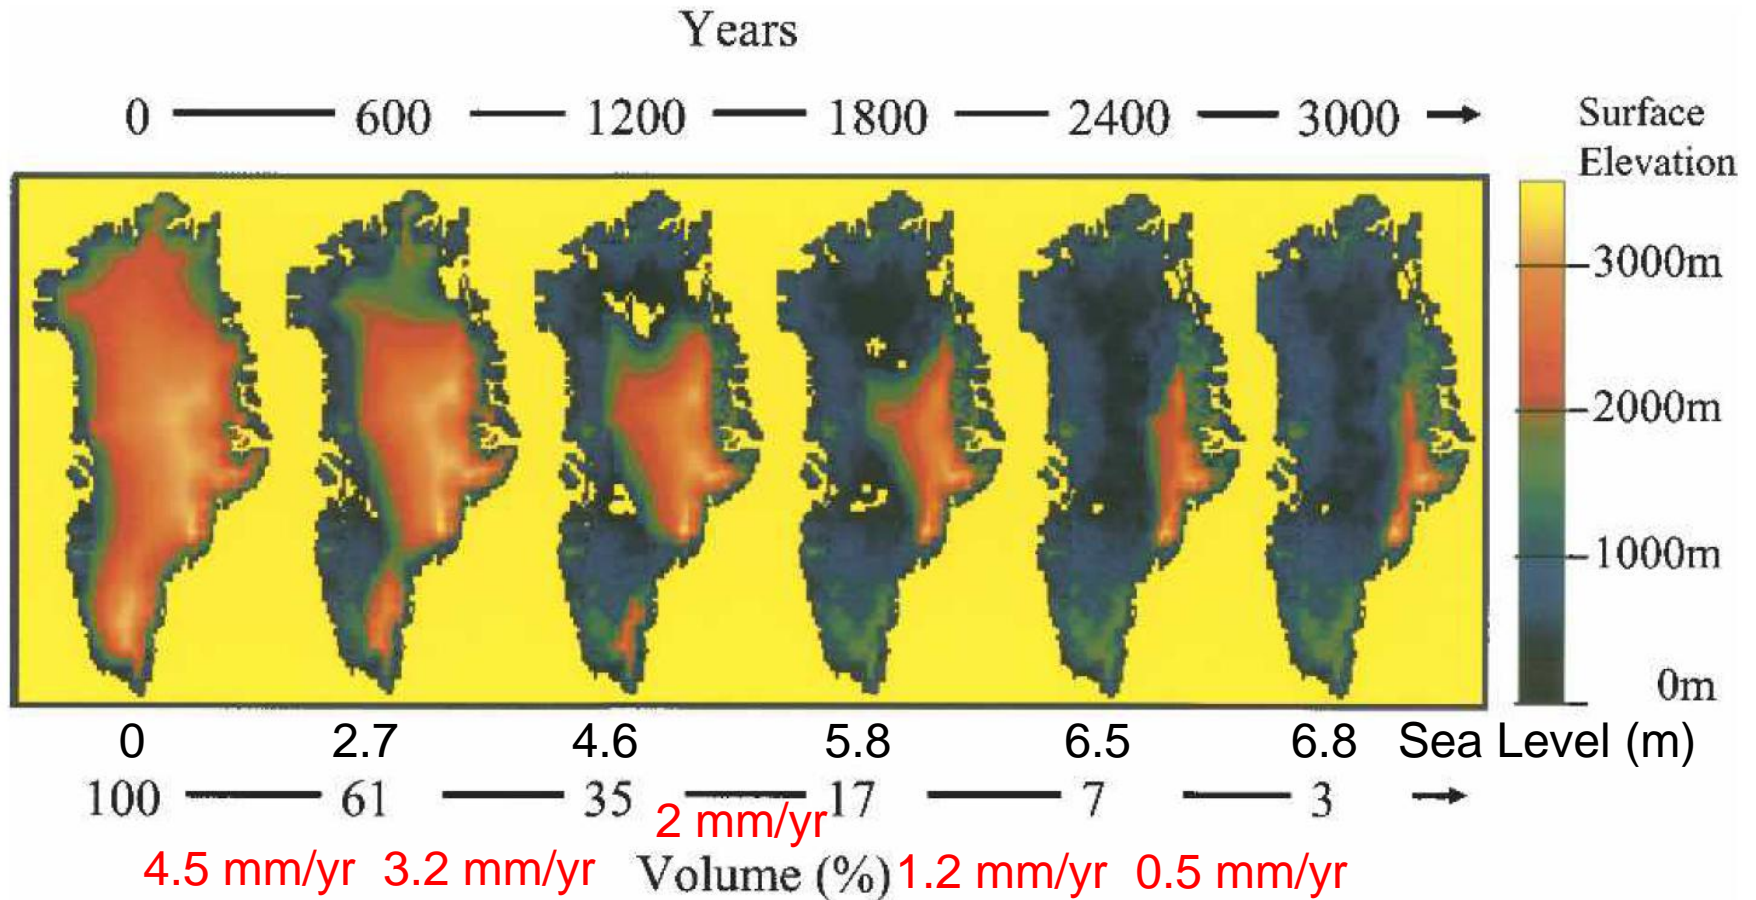 Years
0 600 1200 1800 2400 3000
Surface
Elevation
3000m
2000m
1000m
0m
0 2.7 4.6 5.8 6.5 6.8 Sea Level (m)
100 61 35 17 7 3
2 mm/yr
4.5 mm/yr 3.2 mm/yr Volume (%) 1.2 mm/yr 0.5 mm/yr